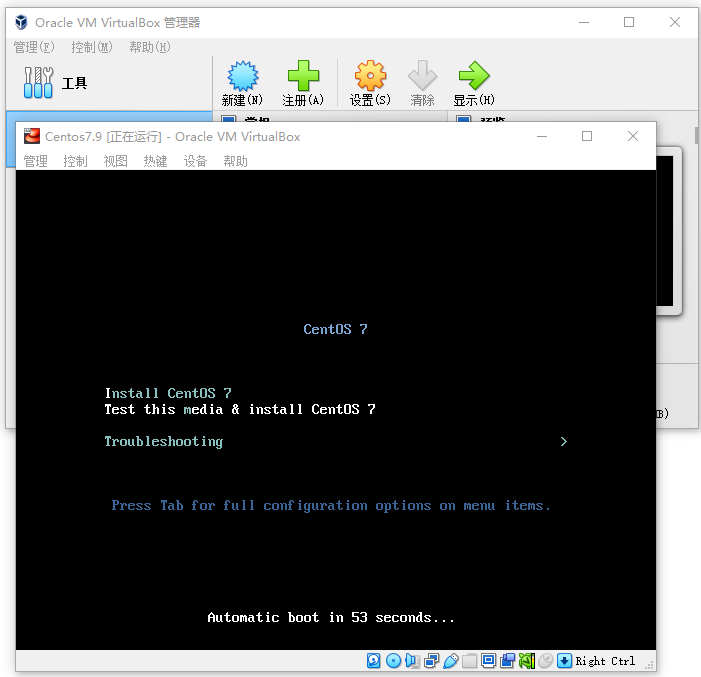 Oracle VM VirtualBox 管理器
管理(F) 控制(M) 帮助(H)
工具
新建(N) 注册(A) 设置(S) 清除 显示(H)
Centos7.9 [正在运行] - Oracle VM VirtualBox
管理 控制 视图 热键 设备 帮助
CentOS 7
Install CentOS 7
Test this media & install CentOS 7
Troubleshooting >
B)
Press Tab for full configuration options on menu items.
Automatic boot in 53 seconds...
Right Ctrl